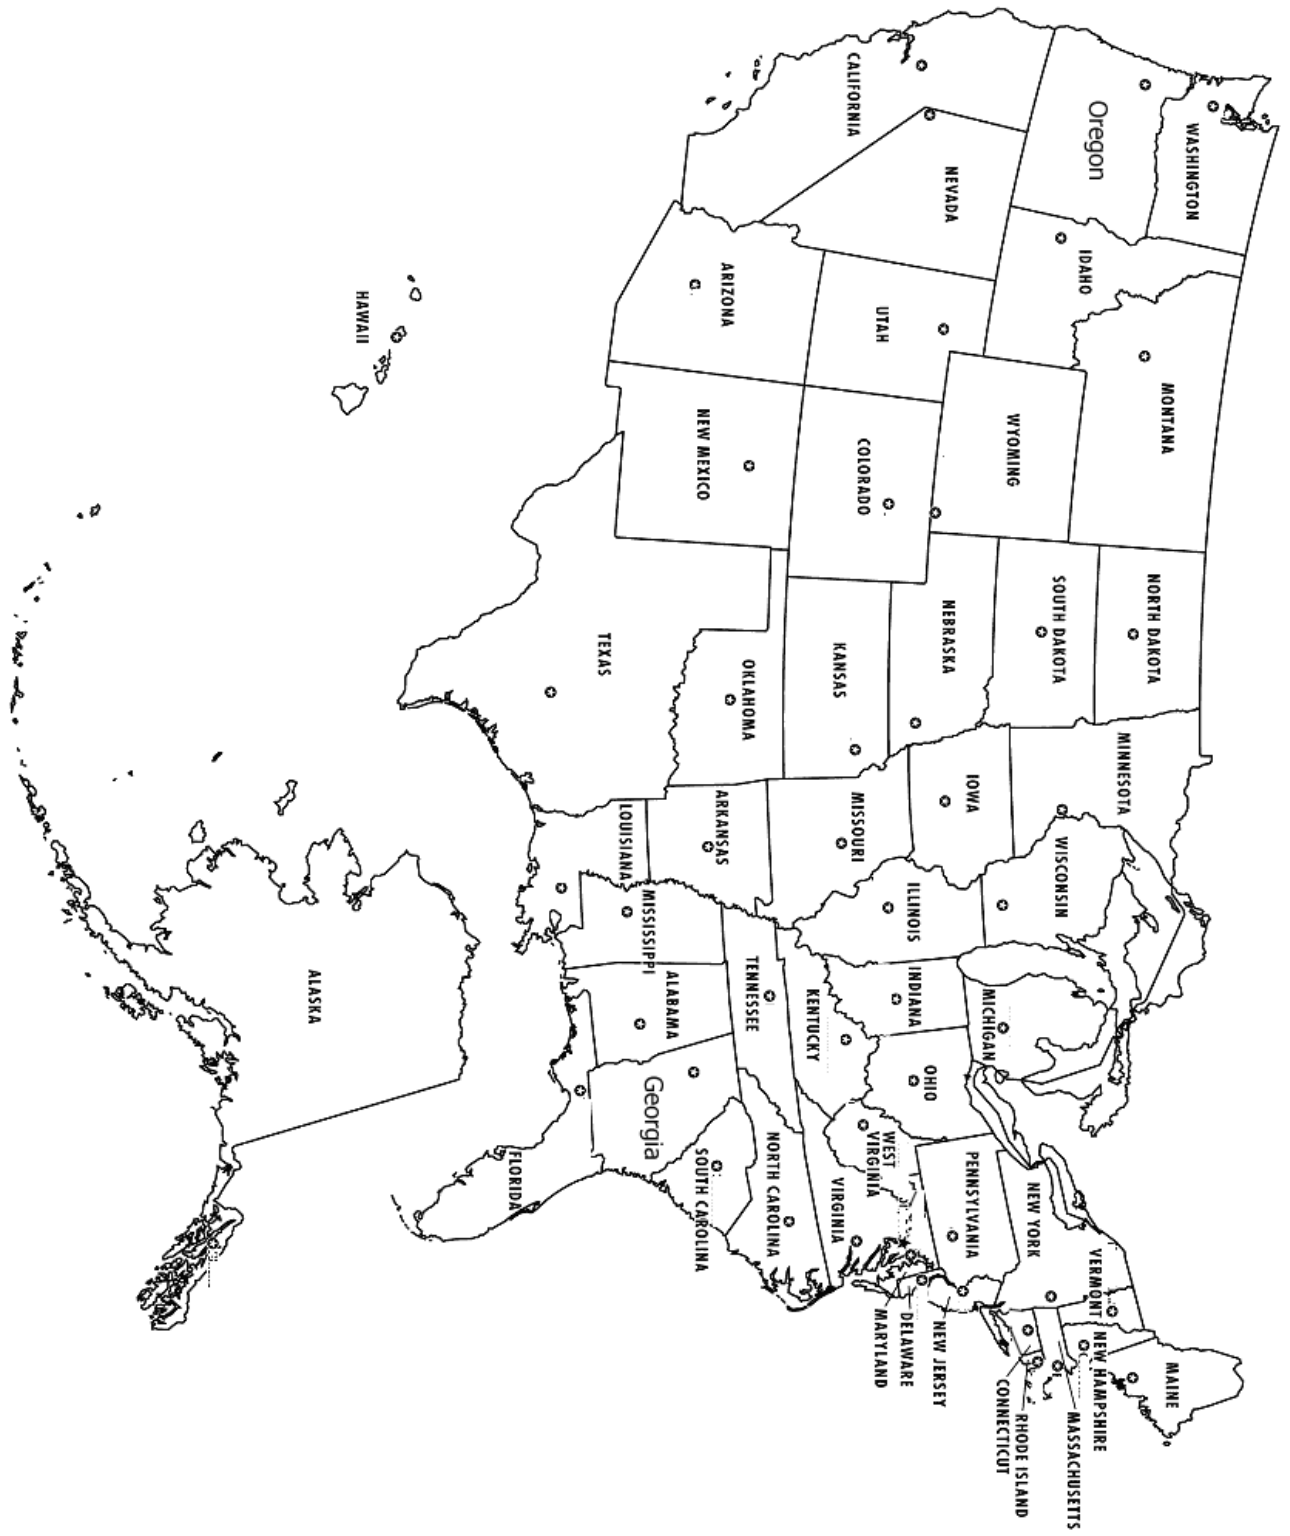 WASHINGTON
Oregon
CALIFORNIA
NEVADA
IDAHO
MONTANA
WYOMING
UTAH
ARIZONA
COLORADO
NEW MEXICO
NORTH DAKOTA
SOUTH DAKOTA
NEBRASKA
KANSAS
OKLAHOMA
TEXAS
MINNESOTA
IOWA
MISSOURI
ARKANSAS
LOUISIANA
WISCONSIN
ILLINOIS
MICHIGAN
INDIANA
OHIO
KENTUCKY
TENNESSEE
MISSISSIPPI
ALABAMA
Georgia
FLORIDA
SOUTH CAROLINA
NORTH CAROLINA
VIRGINIA
WEST
VIRGINIA
PENNSYLVANIA
NEW YORK
VERMONT
NEW HAMPSHIRE
MAINE
MASSACHUSETTS
RHODE ISLAND
CONNECTICUT
NEW JERSEY
DELAWARE
MARYLAND
HAWAII
ALASKA